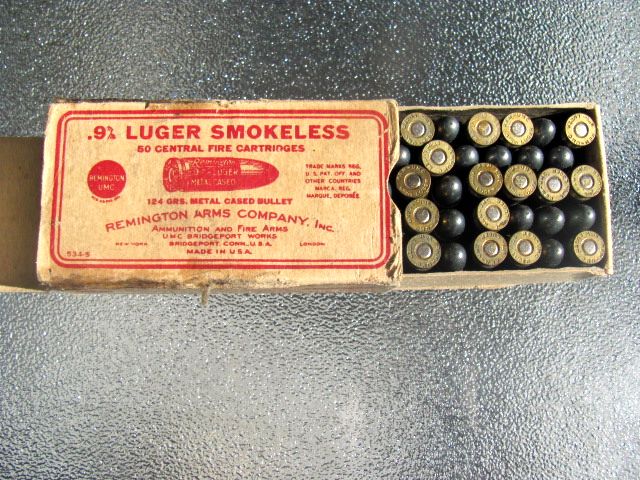 .9 ᵐ/ₘ LUGER SMOKELESS
50 CENTRAL FIRE CARTRIDGES
REMINGTON
UMC
Remington
LUGER
METAL CASED
TRADE MARKS REG.
U.S. PAT. OFF. AND
OTHER COUNTRIES
MARCA. REG.
MARQUE. DEPOSÉE
124 GRS. METAL CASED BULLET
REMINGTON ARMS COMPANY, INC.
AMMUNITION AND FIRE ARMS
U.M.C. BRIDGEPORT WORKS
NEW YORK BRIDGEPORT. CONN., U.S.A. LONDON
MADE IN U.S.A.
534-S